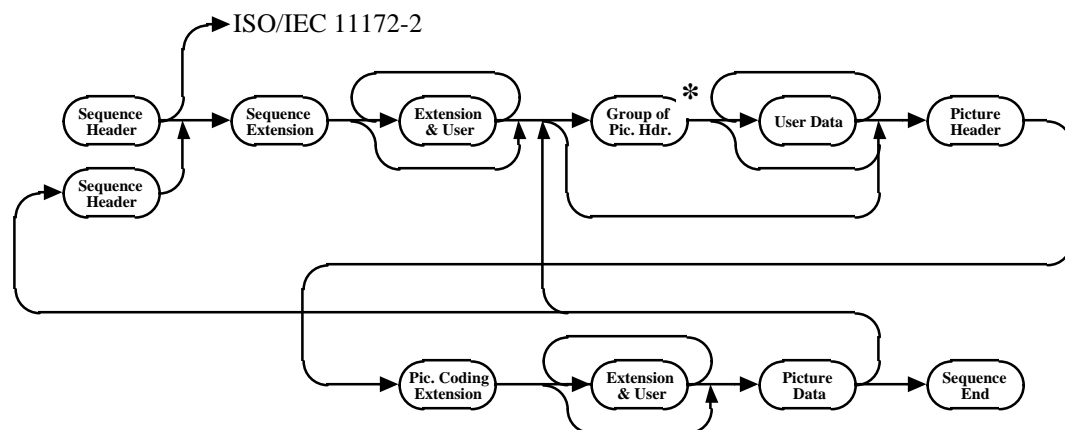 ISO/IEC 11172-2
Sequence
Header
Sequence
Extension
Extension
& User
Group of
Pic. Hdr.
*
User Data
Picture
Header
Sequence
Header
Pic. Coding
Extension
Extension
& User
Picture
Data
Sequence
End